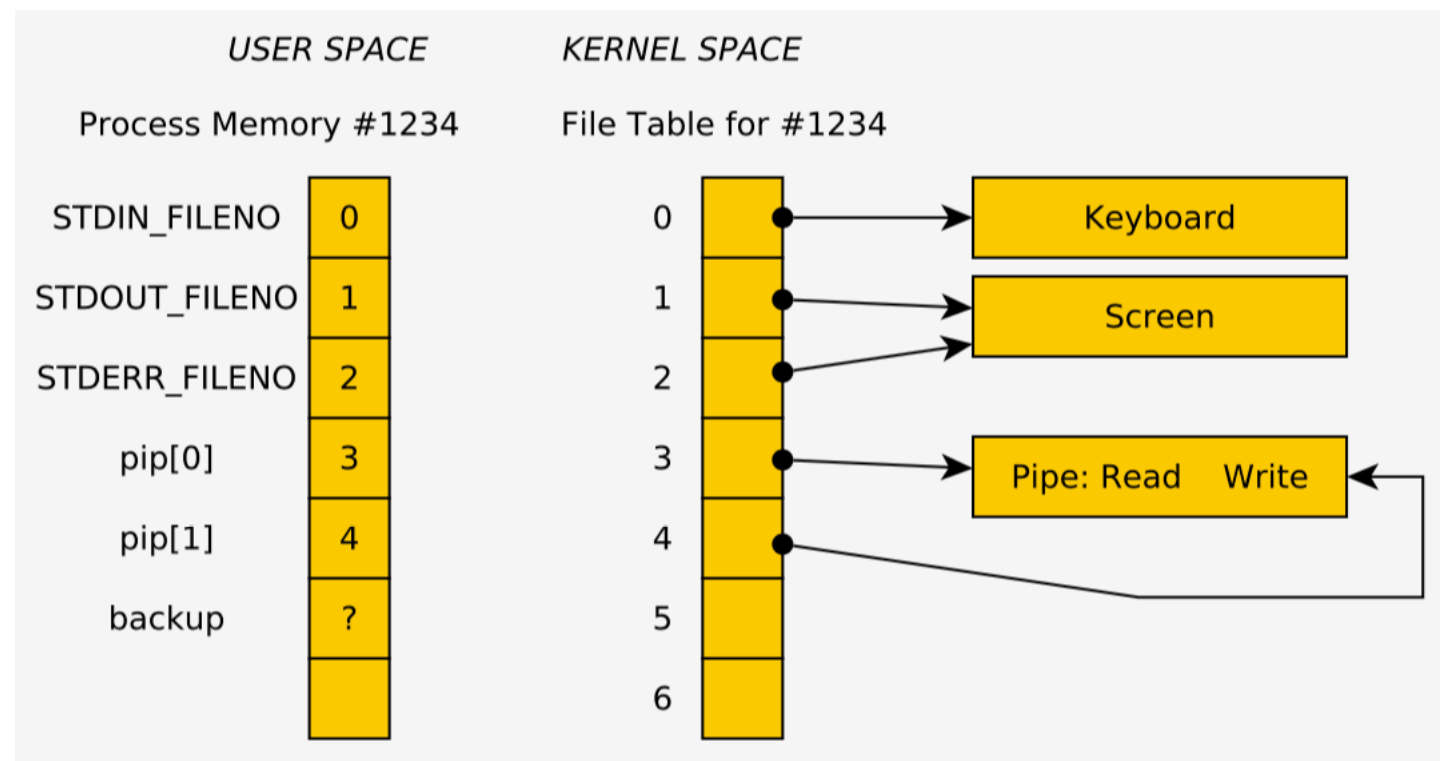 USER SPACE KERNEL SPACE
Process Memory #1234 File Table for #1234
STDIN_FILENO 0 0 Keyboard
STDOUT_FILENO 1 1 Screen
STDERR_FILENO 2 2
pip[0] 3 3 Pipe: Read Write
pip[1] 4 4
backup ? 5
6